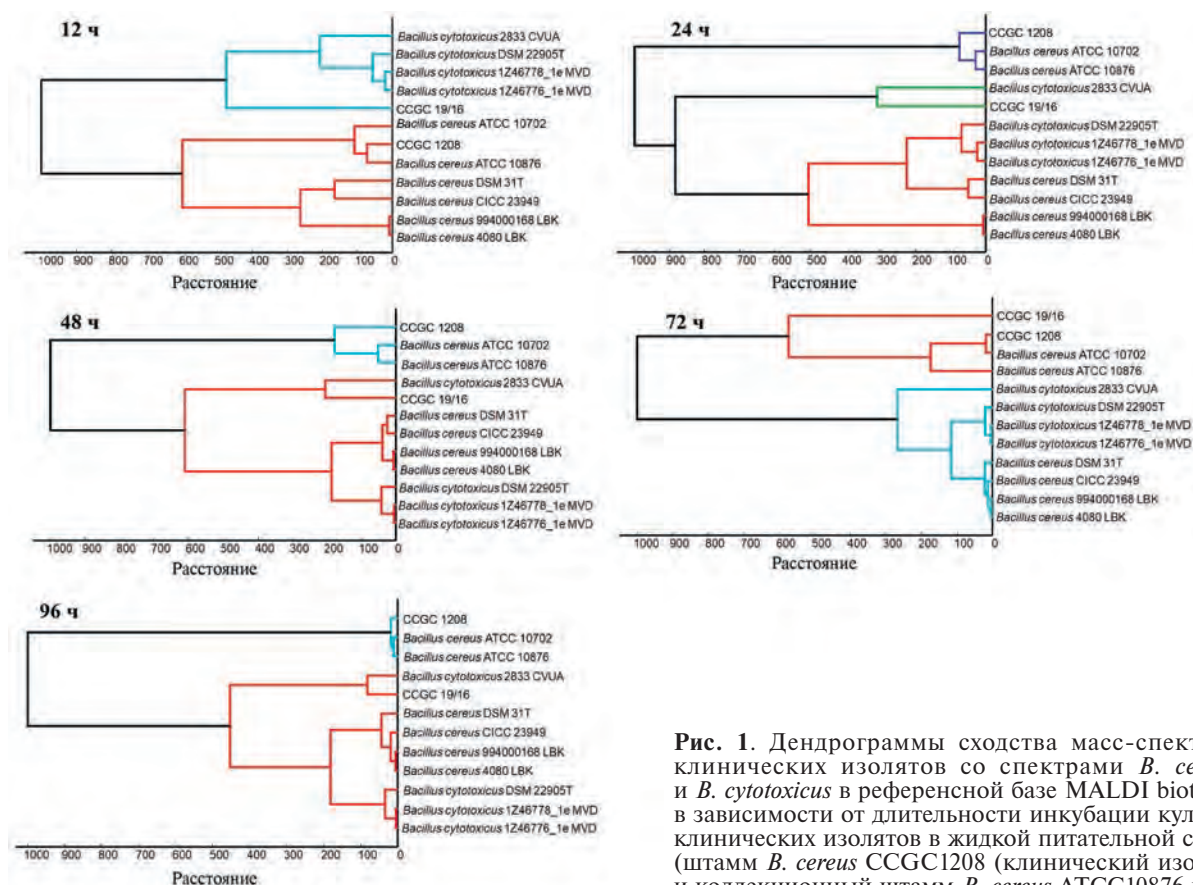 12 ч
Bacillus cytotoxicus 2833 CVUA
Bacillus cytotoxicus DSM 22905T
Bacillus cytotoxicus 1Z46778_1e MVD
Bacillus cytotoxicus 1Z46776_1e MVD
CCGC 19/16
Bacillus cereus ATCC 10702
CCGC 1208
Bacillus cereus ATCC 10876
Bacillus cereus DSM 31T
Bacillus cereus CICC 23949
Bacillus cereus 994000168 LBK
Bacillus cereus 4080 LBK
1000 900 800 700 600 500 400 300 200 100 0
Расстояние
24 ч
CCGC 1208
Bacillus cereus ATCC 10702
Bacillus cereus ATCC 10876
Bacillus cytotoxicus 2833 CVUA
CCGC 19/16
Bacillus cytotoxicus DSM 22905T
Bacillus cytotoxicus 1Z46778_1e MVD
Bacillus cytotoxicus 1Z46776_1e MVD
Bacillus cereus DSM 31T
Bacillus cereus CICC 23949
Bacillus cereus 994000168 LBK
Bacillus cereus 4080 LBK
1000 900 800 700 600 500 400 300 200 100 0
Расстояние
48 ч
CCGC 1208
Bacillus cereus ATCC 10702
Bacillus cereus ATCC 10876
Bacillus cytotoxicus 2833 CVUA
CCGC 19/16
Bacillus cereus DSM 31T
Bacillus cereus CICC 23949
Bacillus cereus 994000168 LBK
Bacillus cereus 4080 LBK
Bacillus cytotoxicus DSM 22905T
Bacillus cytotoxicus 1Z46778_1e MVD
Bacillus cytotoxicus 1Z46776_1e MVD
1000 900 800 700 600 500 400 300 200 100 0
Расстояние
72 ч
CCGC 19/16
CCGC 1208
Bacillus cereus ATCC 10702
Bacillus cereus ATCC 10876
Bacillus cytotoxicus 2833 CVUA
Bacillus cytotoxicus DSM 22905T
Bacillus cytotoxicus 1Z46778_1e MVD
Bacillus cytotoxicus 1Z46776_1e MVD
Bacillus cereus DSM 31T
Bacillus cereus CICC 23949
Bacillus cereus 994000168 LBK
Bacillus cereus 4080 LBK
1000 900 800 700 600 500 400 300 200 100 0
Расстояние
96 ч
CCGC 1208
Bacillus cereus ATCC 10702
Bacillus cereus ATCC 10876
Bacillus cytotoxicus 2833 CVUA
CCGC 19/16
Bacillus cereus DSM 31T
Bacillus cereus CICC 23949
Bacillus cereus 994000168 LBK
Bacillus cereus 4080 LBK
Bacillus cytotoxicus DSM 22905T
Bacillus cytotoxicus 1Z46778_1e MVD
Bacillus cytotoxicus 1Z46776_1e MVD
1000 900 800 700 600 500 400 300 200 100 0
Расстояние
Рис. 1. Дендрограммы сходства масс-спект
клинических изолятов со спектрами B. ce
и B. cytotoxicus в референсной базе MALDI biot
в зависимости от длительности инкубации кул
клинических изолятов в жидкой питательной с
(штамм B. cereus CCGC1208 (клинический изо
и коллекционный штамм B. cereus ATCC10876